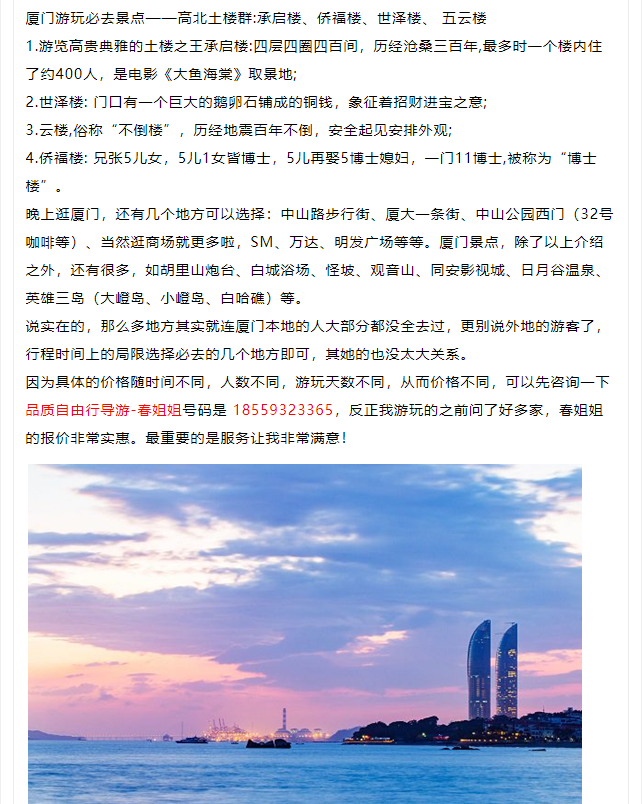 厦门游玩必去景点——高北土楼群:承启楼、侨福楼、世泽楼、 五云楼
1.游览高贵典雅的土楼之王承启楼:四层四圈四百间，历经沧桑三百年,最多时一个楼内住
了约400人，是电影《大鱼海棠》取景地;
2.世泽楼: 门口有一个巨大的鹅卵石铺成的铜钱，象征着招财进宝之意;
3.云楼,俗称“不倒楼”，历经地震百年不倒，安全起见安排外观;
4.侨福楼: 兄张5儿女，5儿1女皆博士，5儿再娶5博士媳妇，一门11博士,被称为“博士
楼”。
晚上逛厦门，还有几个地方可以选择：中山路步行街、厦大一条街、中山公园西门（32号
咖啡等）、当然逛商场就更多啦，SM、万达、明发广场等等。厦门景点，除了以上介绍
之外，还有很多，如胡里山炮台、白城浴场、怪坡、观音山、同安影视城、日月谷温泉、
英雄三岛（大嶝岛、小嶝岛、白哈礁）等。
说实在的，那么多地方其实就连厦门本地的人大部分都没全去过，更别说外地的游客了，
行程时间上的局限选择必去的几个地方即可，其她的也没太大关系。
因为具体的价格随时间不同，人数不同，游玩天数不同，从而价格不同，可以先咨询一下
品质自由行导游-春姐姐号码是 18559323365，反正我游玩的之前问了好多家，春姐姐
的报价非常实惠。最重要的是服务让我非常满意！